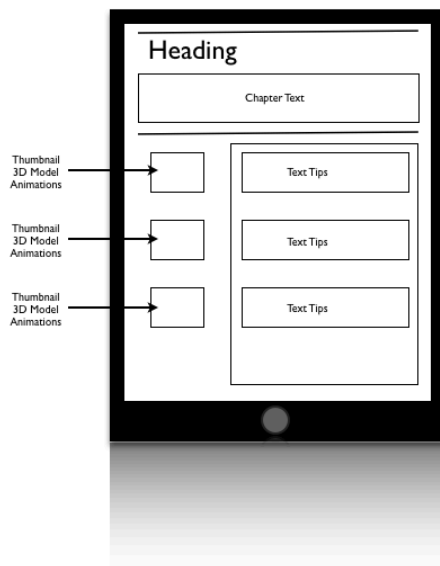 Heading
Chapter Text
Thumbnail
3D Model
Animations
Text Tips
Thumbnail
3D Model
Animations
Text Tips
Thumbnail
3D Model
Animations
Text Tips